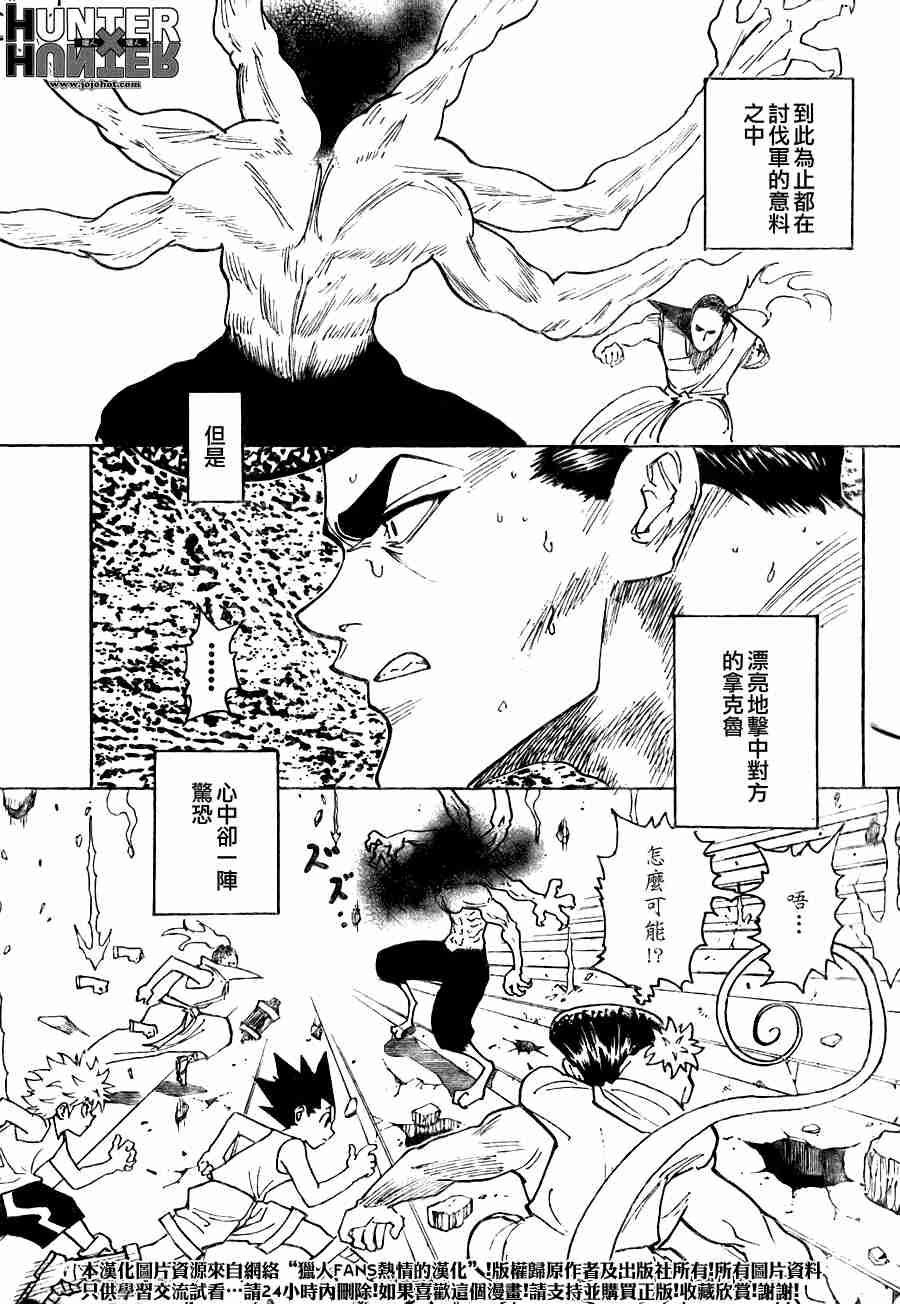 HUNTER
×
獵人 獵人
HUNTER
www.jojohot.com
到此為止都在
討伐軍的意料
之中
但是
漂亮地擊中對方
的拿克魯
……
心中卻一陣
驚恐
唔…
怎麼可能!?
ズズズ…
本漢化圖片資源來自網絡“獵人FANS熱情的漢化”!版權歸原作者及出版社所有!所有圖片資料
只供學習交流試看…請24小時內刪除!如果喜歡這個漫畫!請支持並購買正版!收藏欣賞!謝謝!